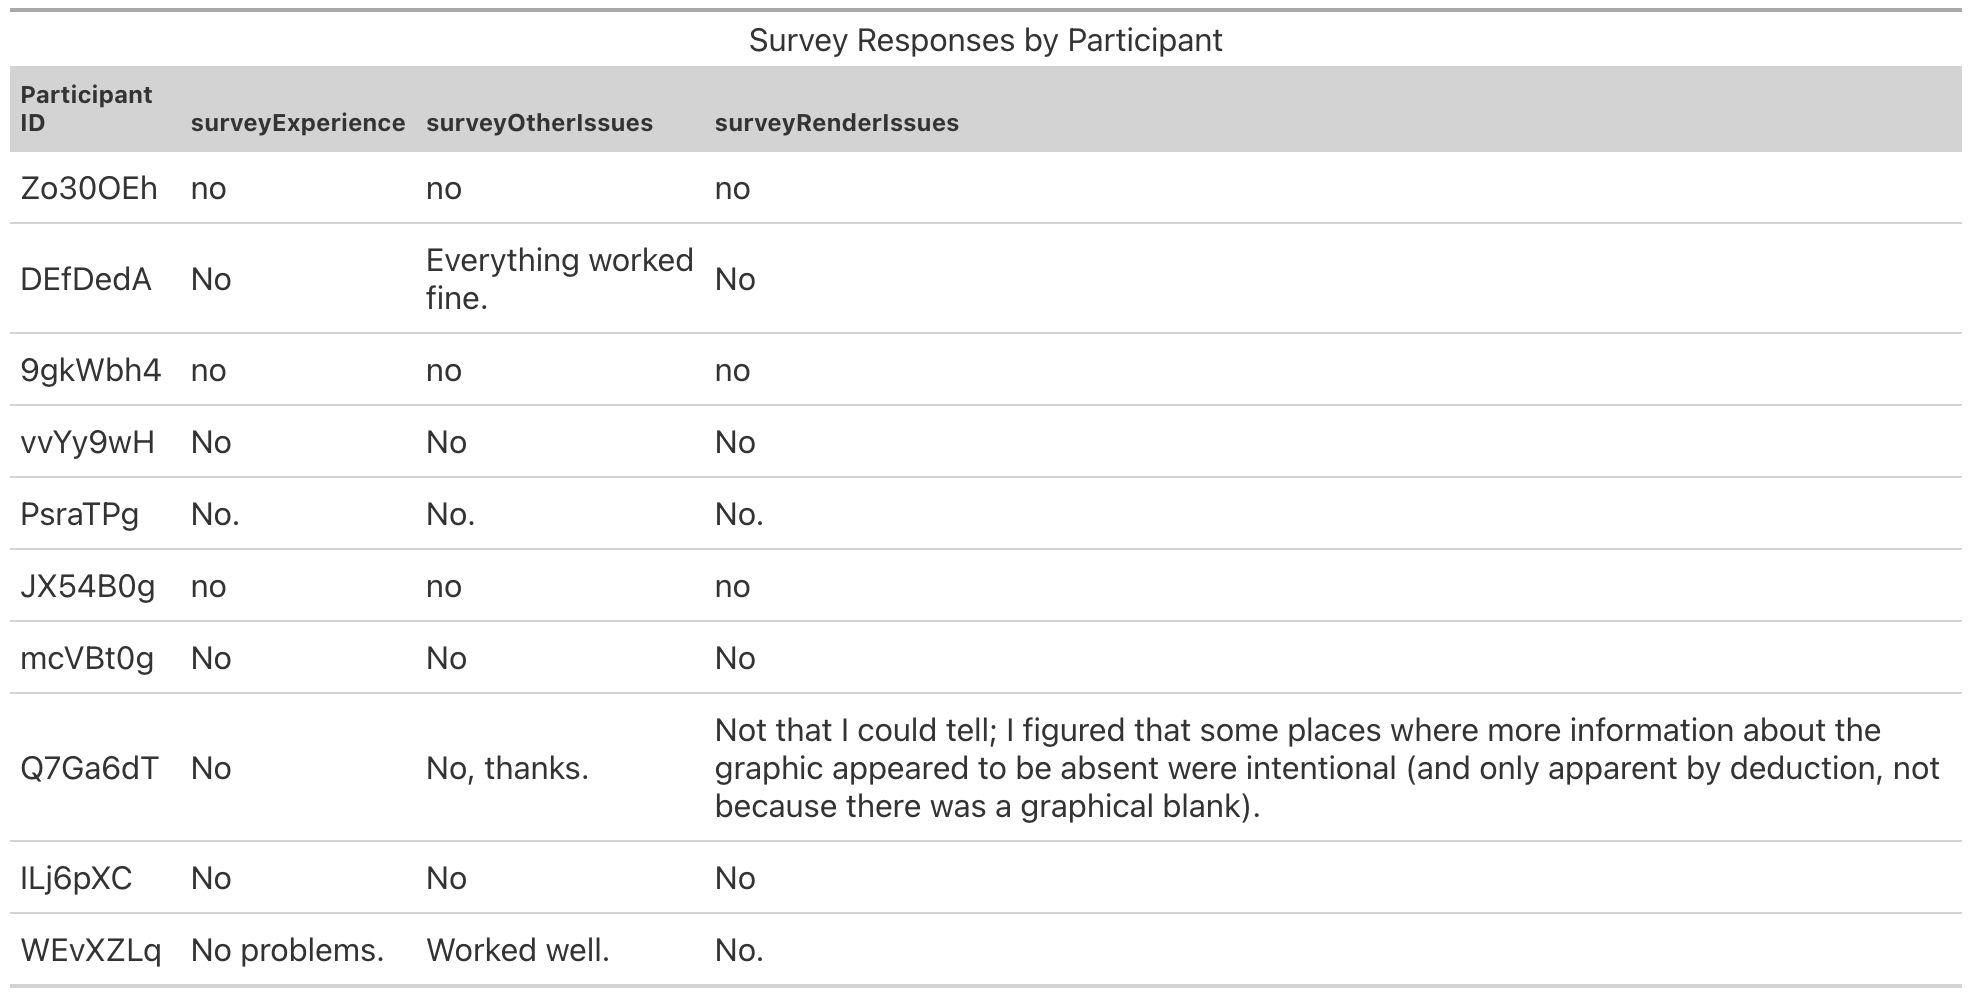 Survey Responses by Participant
Participant
ID surveyExperience surveyOtherIssues surveyRenderIssues
Zo30OEh no no no
DEfDedA No Everything worked fine. No
9gkWbh4 no no no
vvYy9wH No No No
PsraTPg No. No. No.
JX54B0g no no no
mcVBt0g No No No
Q7Ga6dT No No, thanks. Not that I could tell; I figured that some places where more information about the
graphic appeared to be absent were intentional (and only apparent by deduction, not
because there was a graphical blank).
ILj6pXC No No No
WEvXZLq No problems. Worked well. No.